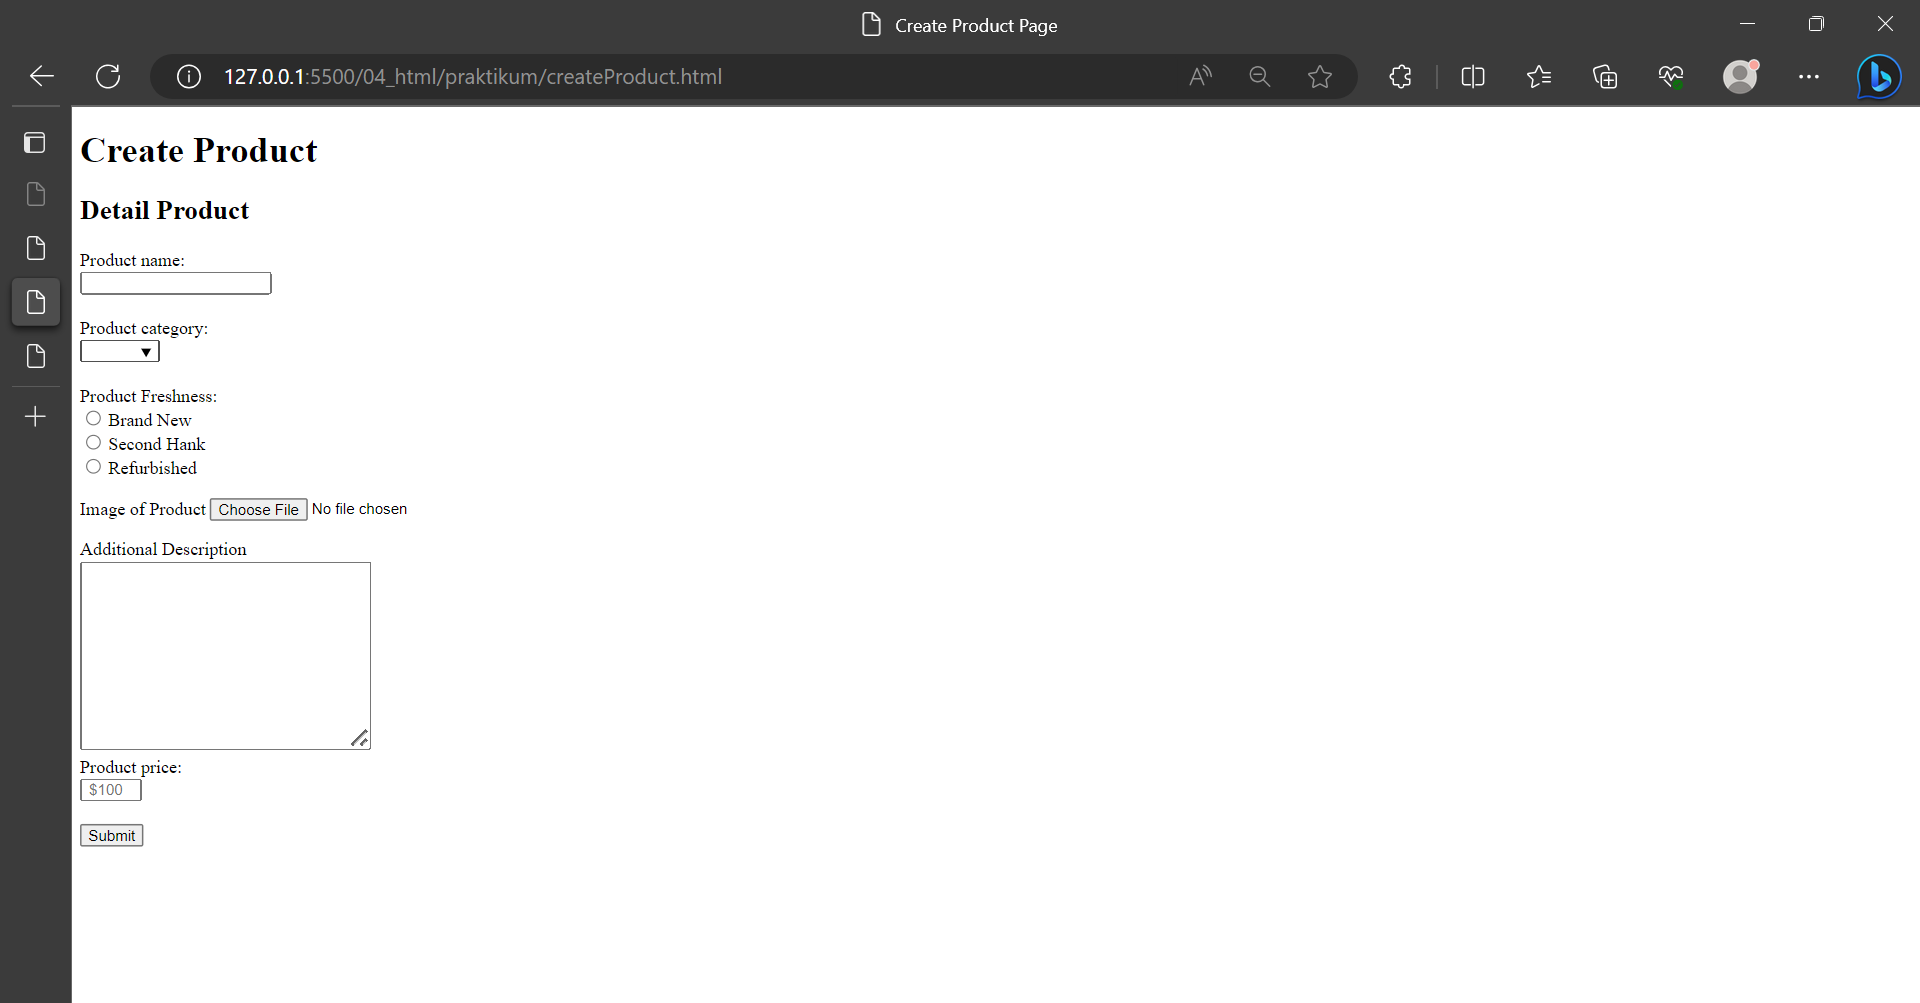 Create Product Page
127.0.0.1:5500/04_html/praktikum/createProduct.html
Create Product
Detail Product
Product name:
Product category:
Product Freshness:
Brand New
Second Hank
Refurbished
Image of Product Choose File No file chosen
Additional Description
Product price:
$100
Submit